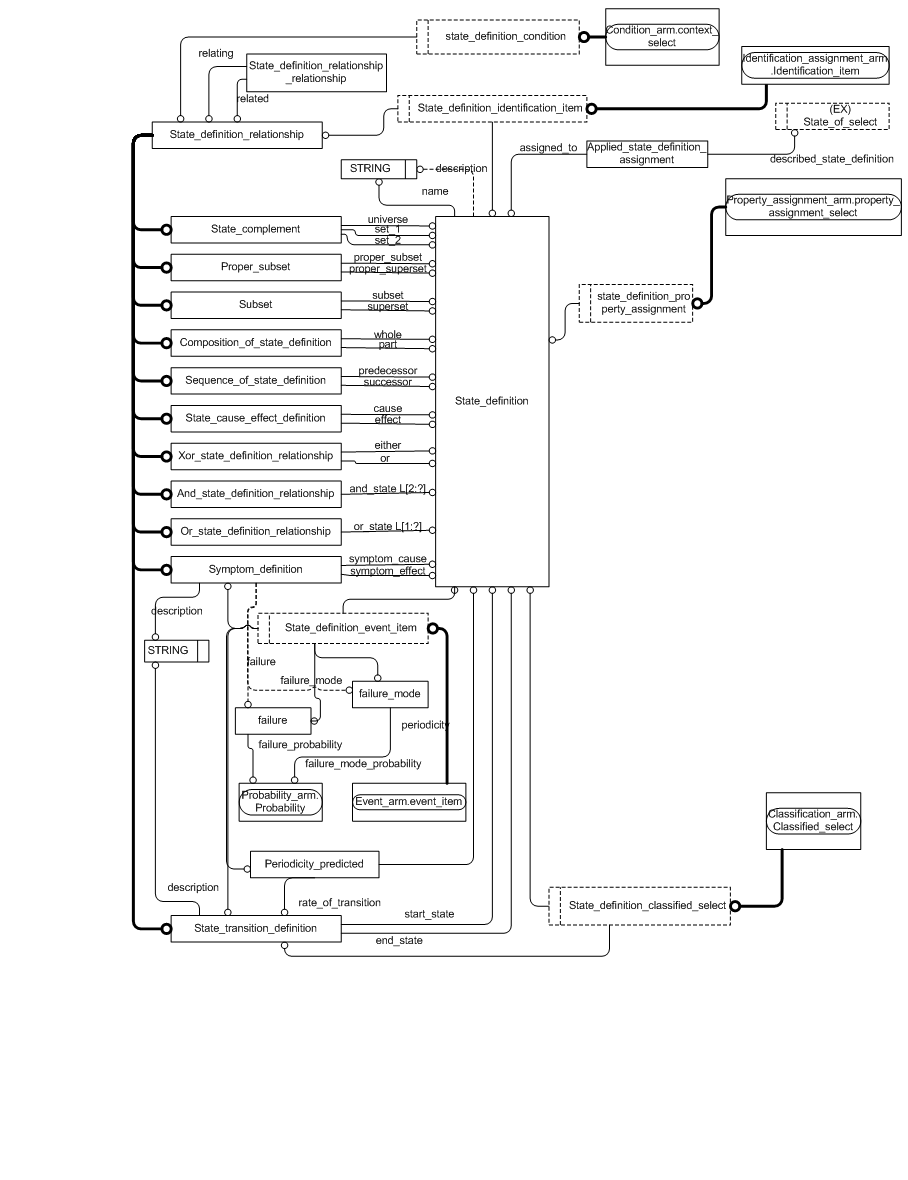 state_definition_condition
Condition_arm.context_
select
relating
State_definition_relationship
_relationship
related
Identification_assignment_arm
.Identification_item
State_definition_identification_item
(EX)
State_of_select
State_definition_relationship
assigned_to
Applied_state_definition_
assignment
described_state_definition
STRING
description
name
Property_assignment_arm.property_
assignment_select
State_complement
universe
set_1
set_2
Proper_subset
proper_subset
proper_superset
Subset
subset
superset
state_definition_pro
perty_assignment
Composition_of_state_definition
whole
part
Sequence_of_state_definition
predecessor
successor
State_definition
State_cause_effect_definition
cause
effect
Xor_state_definition_relationship
either
or
And_state_definition_relationship
and_state L[2:?]
Or_state_definition_relationship
or_state L[1:?]
Symptom_definition
symptom_cause
symptom_effect
description
State_definition_event_item
STRING
failure
failure_mode
failure_mode
failure
periodicity
failure_probability
failure_mode_probability
Probability_arm.
Probability
Event_arm.event_item
Classification_arm.
Classified_select
Periodicity_predicted
description
rate_of_transition
start_state
State_definition_classified_select
State_transition_definition
end_state